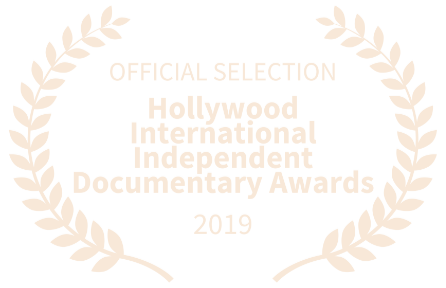 OFFICIAL SELECTION
Hollywood
International
Independent
Documentary Awards
2019